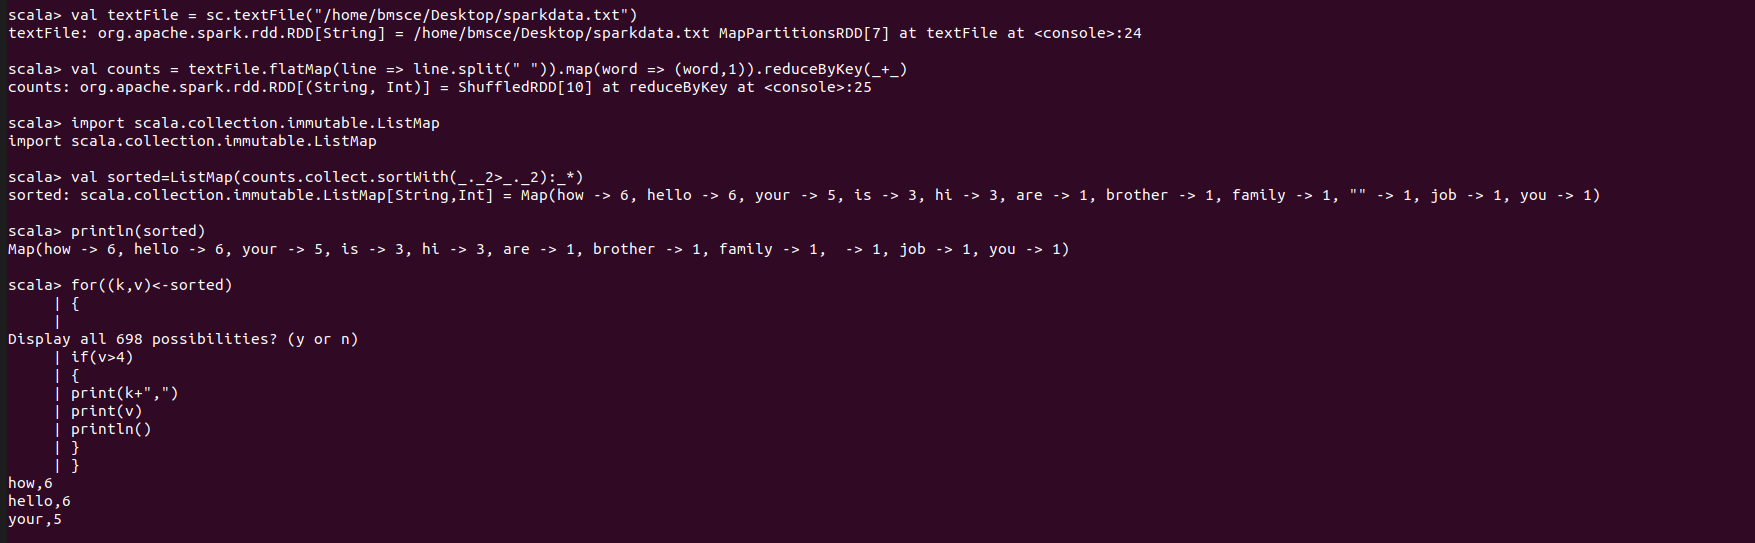 scala> val textFile = sc.textFile("/home/bmsce/Desktop/sparkdata.txt")
textFile: org.apache.spark.rdd.RDD[String] = /home/bmsce/Desktop/sparkdata.txt MapPartitionsRDD[7] at textFile at <console>:24
scala> val counts = textFile.flatMap(line => line.split(" ")).map(word => (word,1)).reduceByKey(_+_)
counts: org.apache.spark.rdd.RDD[(String, Int)] = ShuffledRDD[10] at reduceByKey at <console>:25
scala> import scala.collection.immutable.ListMap
import scala.collection.immutable.ListMap
scala> val sorted=ListMap(counts.collect.sortWith(_._2>_._2):_*)
sorted: scala.collection.immutable.ListMap[String,Int] = Map(how -> 6, hello -> 6, your -> 5, is -> 3, hi -> 3, are -> 1, brother -> 1, family -> 1, "" -> 1, job -> 1, you -> 1)
scala> println(sorted)
Map(how -> 6, hello -> 6, your -> 5, is -> 3, hi -> 3, are -> 1, brother -> 1, family -> 1,  -> 1, job -> 1, you -> 1)
scala> for((k,v)<-sorted)
     | {
     |
Display all 698 possibilities? (y or n)
     | if(v>4)
     | {
     | print(k+",")
     | print(v)
     | println()
     | }
     | }
how,6
hello,6
your,5